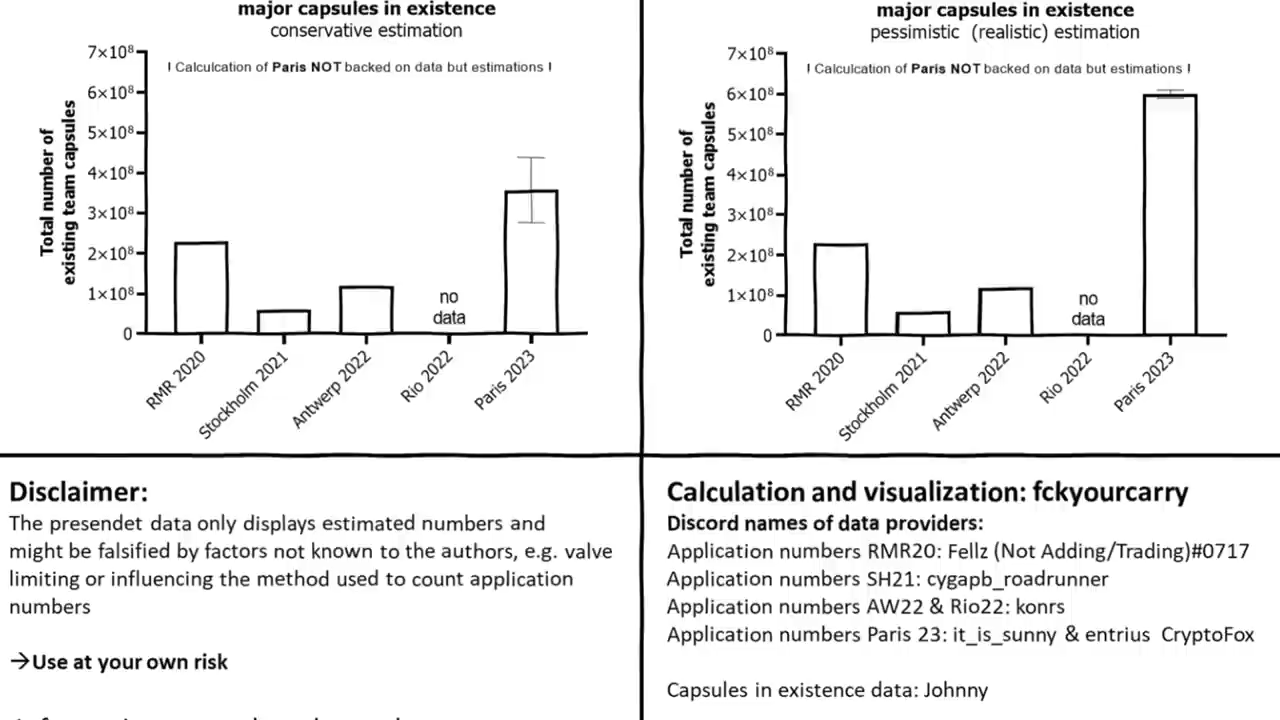 major capsules in existence
conservative estimation
7×10⁸
! Calculcation of Paris NOT backed on data but estimations !
6×10⁸
5×10⁸
4×10⁸
3×10⁸
2×10⁸
1×10⁸
0
Total number of
existing team capsules
no
data
RMR 2020
Stockholm 2021
Antwerp 2022
Rio 2022
Paris 2023
major capsules in existence
pessimistic (realistic) estimation
7×10⁸
! Calculcation of Paris NOT backed on data but estimations !
6×10⁸
5×10⁸
4×10⁸
3×10⁸
2×10⁸
1×10⁸
0
Total number of
existing team capsules
no
data
RMR 2020
Stockholm 2021
Antwerp 2022
Rio 2022
Paris 2023
Disclaimer:
The presendet data only displays estimated numbers and
might be falsified by factors not known to the authors, e.g. valve
limiting or influencing the method used to count application
numbers
→Use at your own risk
Calculation and visualization: fckyourcarry
Discord names of data providers:
Application numbers RMR20: Fellz (Not Adding/Trading)#0717
Application numbers SH21: cygapb_roadrunner
Application numbers AW22 & Rio22: konrs
Application numbers Paris 23: it_is_sunny & entrius CryptoFox
Capsules in existence data: Johnny